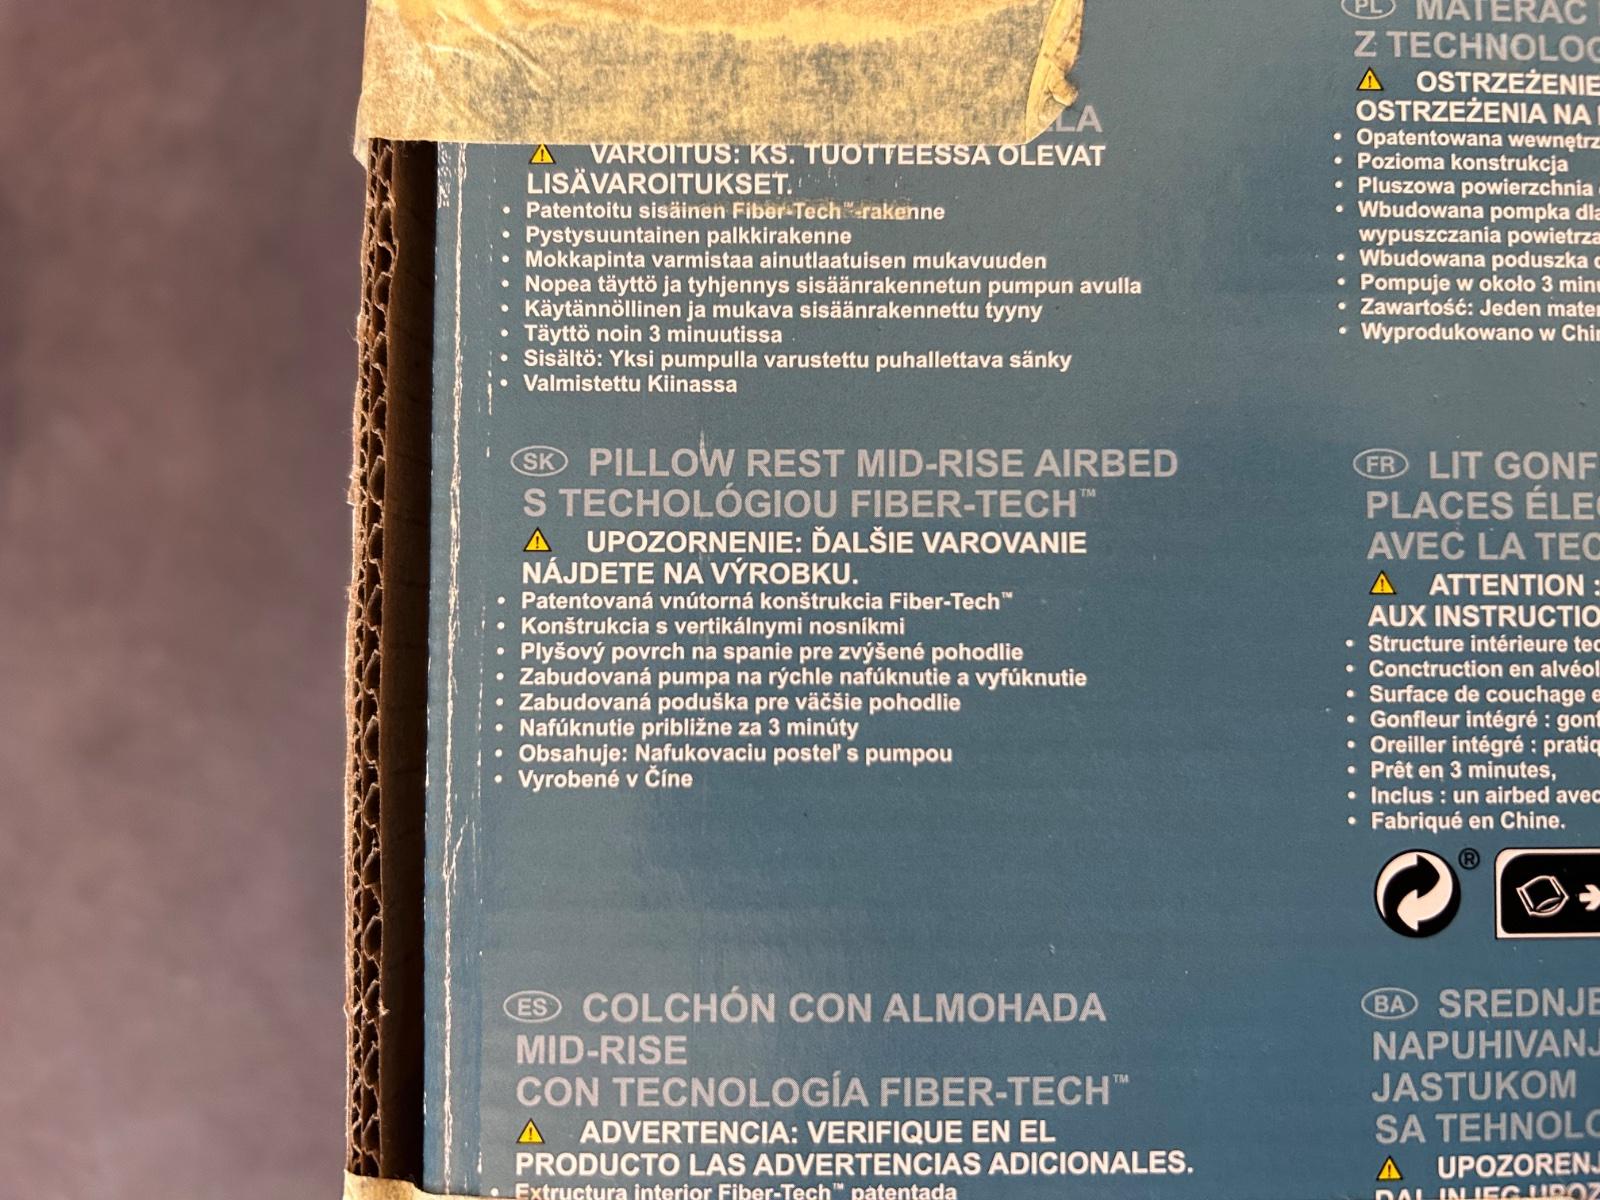 LA
VAROITUS: KS. TUOTTEESSA OLEVAT
LISÄVAROITUKSET.
• Patentoitu sisäinen Fiber-Tech™-rakenne
• Pystysuuntainen palkkirakenne
• Mokkapinta varmistaa ainutlaatuisen mukavuuden
• Nopea täyttö ja tyhjennys sisäänrakennetun pumpun avulla
• Käytännöllinen ja mukava sisäänrakennettu tyyny
• Täyttö noin 3 minuutissa
• Sisältö: Yksi pumpulla varustettu puhallettava sänky
• Valmistettu Kiinassa
SK PILLOW REST MID-RISE AIRBED
S TECHOLÓGIOU FIBER-TECH™
UPOZORNENIE: ĎALŠIE VAROVANIE
NÁJDETE NA VÝROBKU.
• Patentovaná vnútorná konštrukcia Fiber-Tech™
• Konštrukcia s vertikálnymi nosníkmi
• Plyšový povrch na spanie pre zvýšené pohodlie
• Zabudovaná pumpa na rýchle nafúknutie a vyfúknutie
• Zabudovaná poduška pre väčšie pohodlie
• Nafúknutie približne za 3 minúty
• Obsahuje: Nafukovaciu posteľ s pumpou
• Vyrobené v Číne
ES COLCHÓN CON ALMOHADA
MID-RISE
CON TECNOLOGÍA FIBER-TECH™
ADVERTENCIA: VERIFIQUE EN EL
PRODUCTO LAS ADVERTENCIAS ADICIONALES.
• Extructura interior Fiber-Tech™ patentada
PL MATERAC
Z TECHNOLOG
OSTRZEŻENIE
OSTRZEŻENIA NA
• Opatentowana wewnętrz
• Pozioma konstrukcja
• Pluszowa powierzchnia
• Wbudowana pompka dla
wypuszczania powietrza
• Wbudowana poduszka
• Pompuje w około 3 minu
• Zawartość: Jeden mater
• Wyprodukowano w Chin
FR LIT GONF
PLACES ÉLE
AVEC LA TEC
ATTENTION :
AUX INSTRUCTIO
• Structure intérieure tec
• Conctruction en alvéol
• Surface de couchage e
• Gonfleur intégré : gonf
• Oreiller intégré : pratiq
• Prêt en 3 minutes,
• Inclus : un airbed avec
• Fabriqué en Chine.
®
BA SREDNJE
NAPUHIVANJ
JASTUKOM
SA TEHNOLO
UPOZORENJ